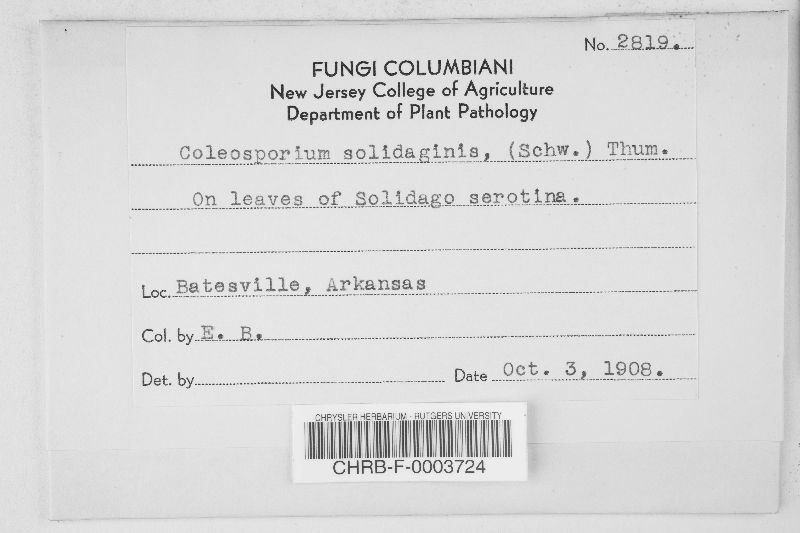 No. 2819.
FUNGI COLUMBIANI
New Jersey College of Agriculture
Department of Plant Pathology
Coleosporium solidaginis, (Schw.) Thum.
On leaves of Solidago serotina.
Loc. Batesville, Arkansas
Col. by E. B.
Det. by Date Oct. 3, 1908.
CHRYSLER HERBARIUM - RUTGERS UNIVERSITY
CHRB-F-0003724